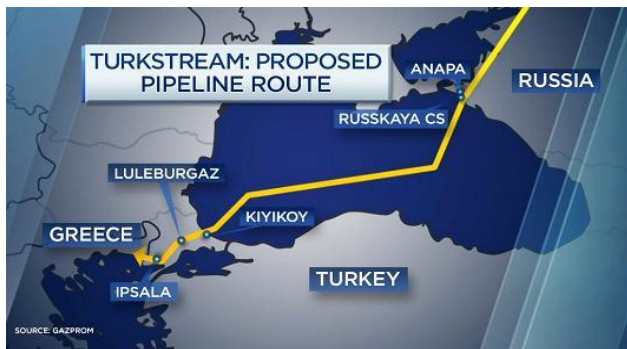 TURKSTREAM: PROPOSED
PIPELINE ROUTE
ANAPA
RUSSIA
RUSSKAYA CS
LULEBURGAZ
KIYIKOY
GREECE
IPSALA
TURKEY
SOURCE: GAZPROM